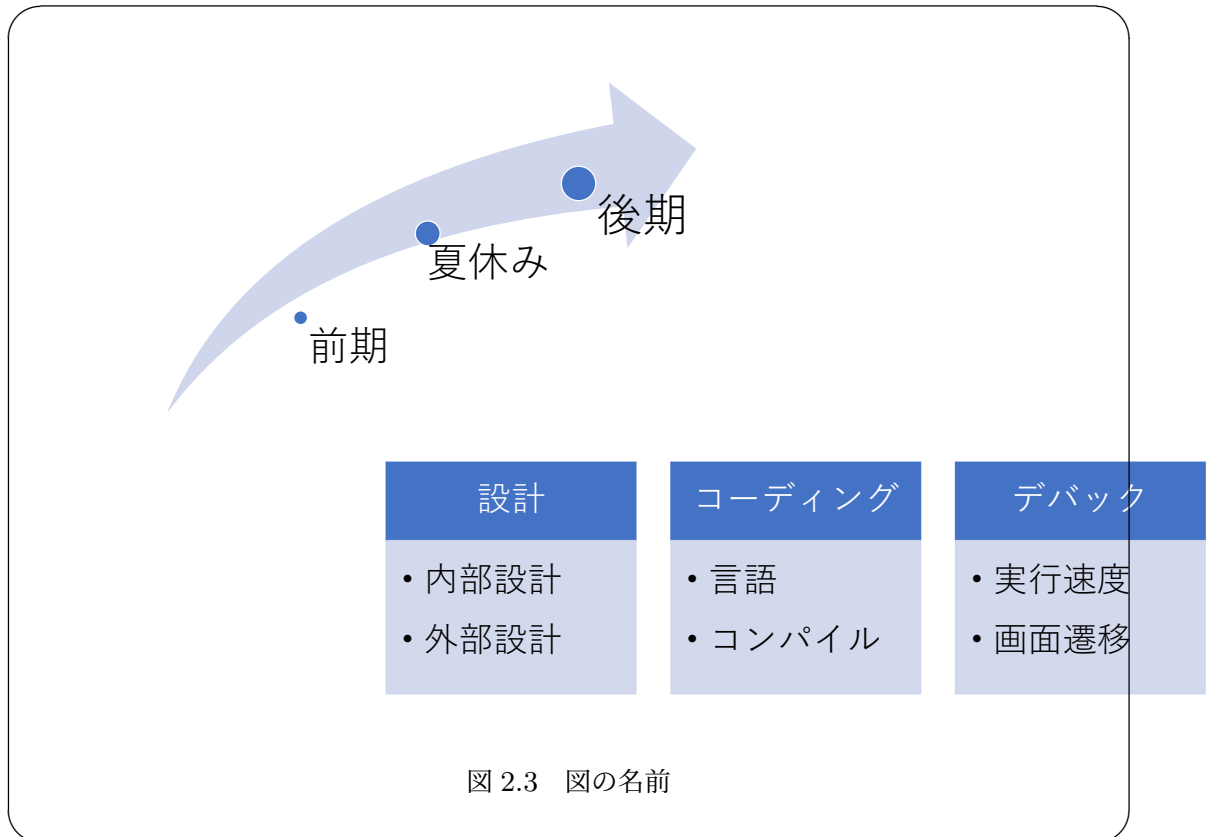 後期
夏休み
前期
設計
・内部設計
・外部設計
コーディング
・言語
・コンパイル
デバック
・実行速度
・画面遷移
図 2.3　図の名前